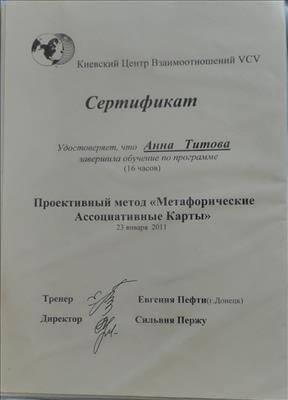 Киевский Центр Взаимоотношений VCV
Сертификат
Удостоверяет, что Анна Титова
завершила обучение по программе
(16 часов)
Проективный метод «Метафорические
Ассоциативные Карты»
23 января 2011
Тренер Евгения Пефти(г.Донецк)
Директор Сильвия Пержу